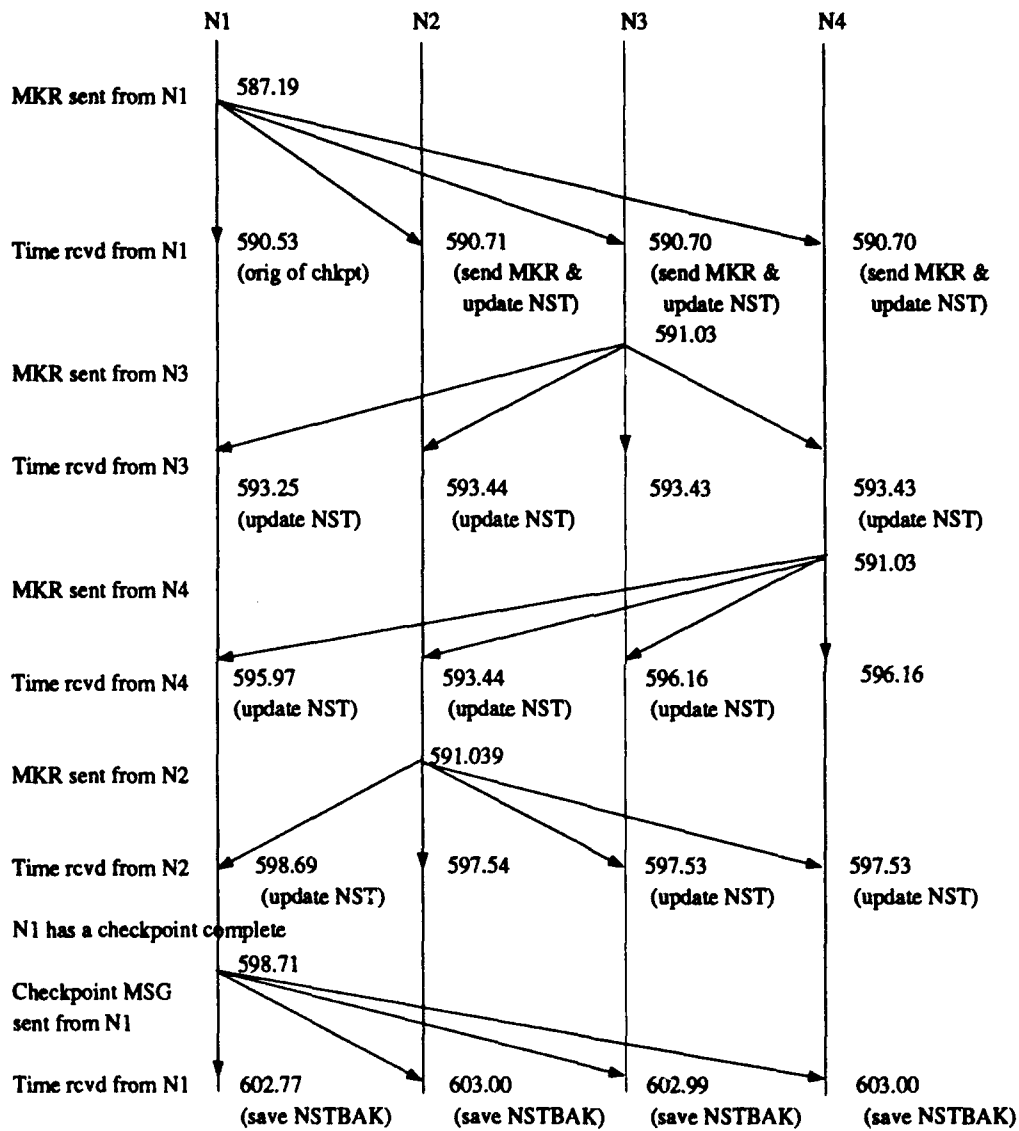 N1 N2 N3 N4
587.19
MKR sent from N1
Time rcvd from N1 590.53 590.71 590.70 590.70
(orig of chkpt) (send MKR & (send MKR & (send MKR &
update NST) update NST) update NST)
591.03
MKR sent from N3
Time rcvd from N3
593.25 593.44 593.43 593.43
(update NST) (update NST) (update NST)
591.03
MKR sent from N4
Time rcvd from N4 595.97 593.44 596.16 596.16
(update NST) (update NST) (update NST)
591.039
MKR sent from N2
Time rcvd from N2 598.69 597.54 597.53 597.53
(update NST) (update NST) (update NST)
N1 has a checkpoint complete
598.71
Checkpoint MSG
sent from N1
Time rcvd from N1 602.77 603.00 602.99 603.00
(save NSTBAK) (save NSTBAK) (save NSTBAK) (save NSTBAK)